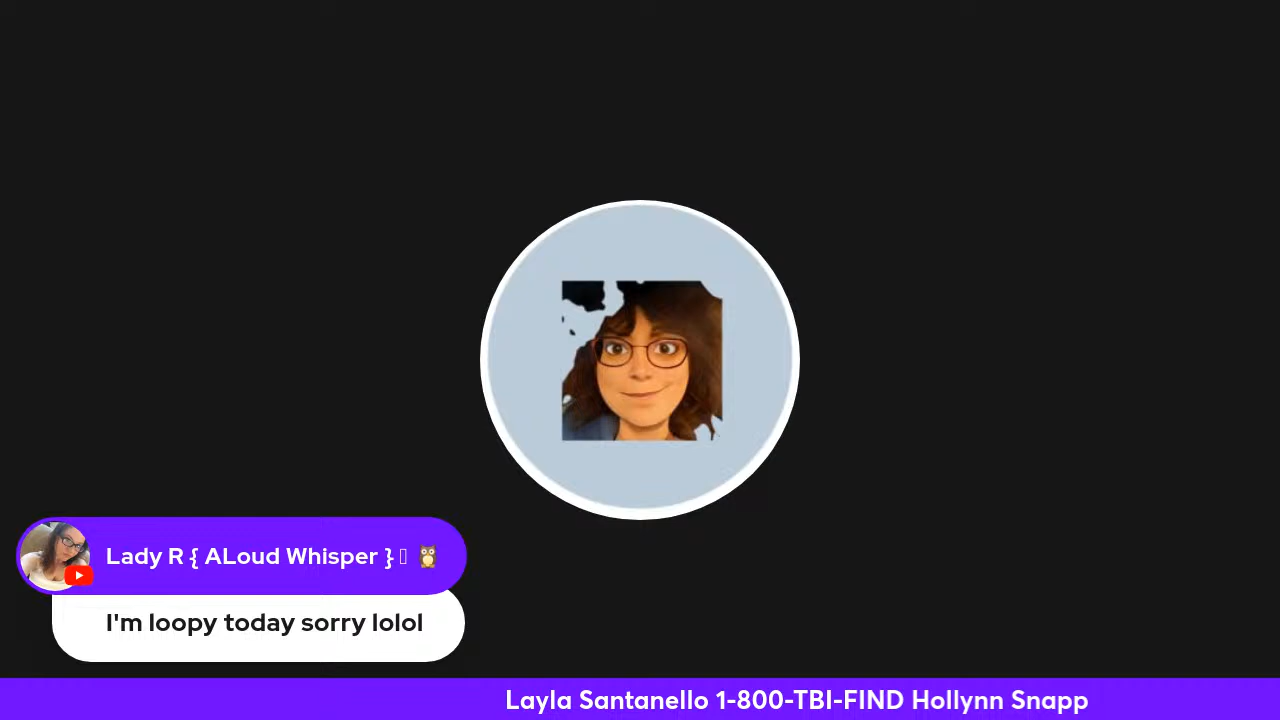 Lady R { ALoud Whisper } 🦉
I'm loopy today sorry lolol
Layla Santanello 1-800-TBI-FIND Hollynn Snapp